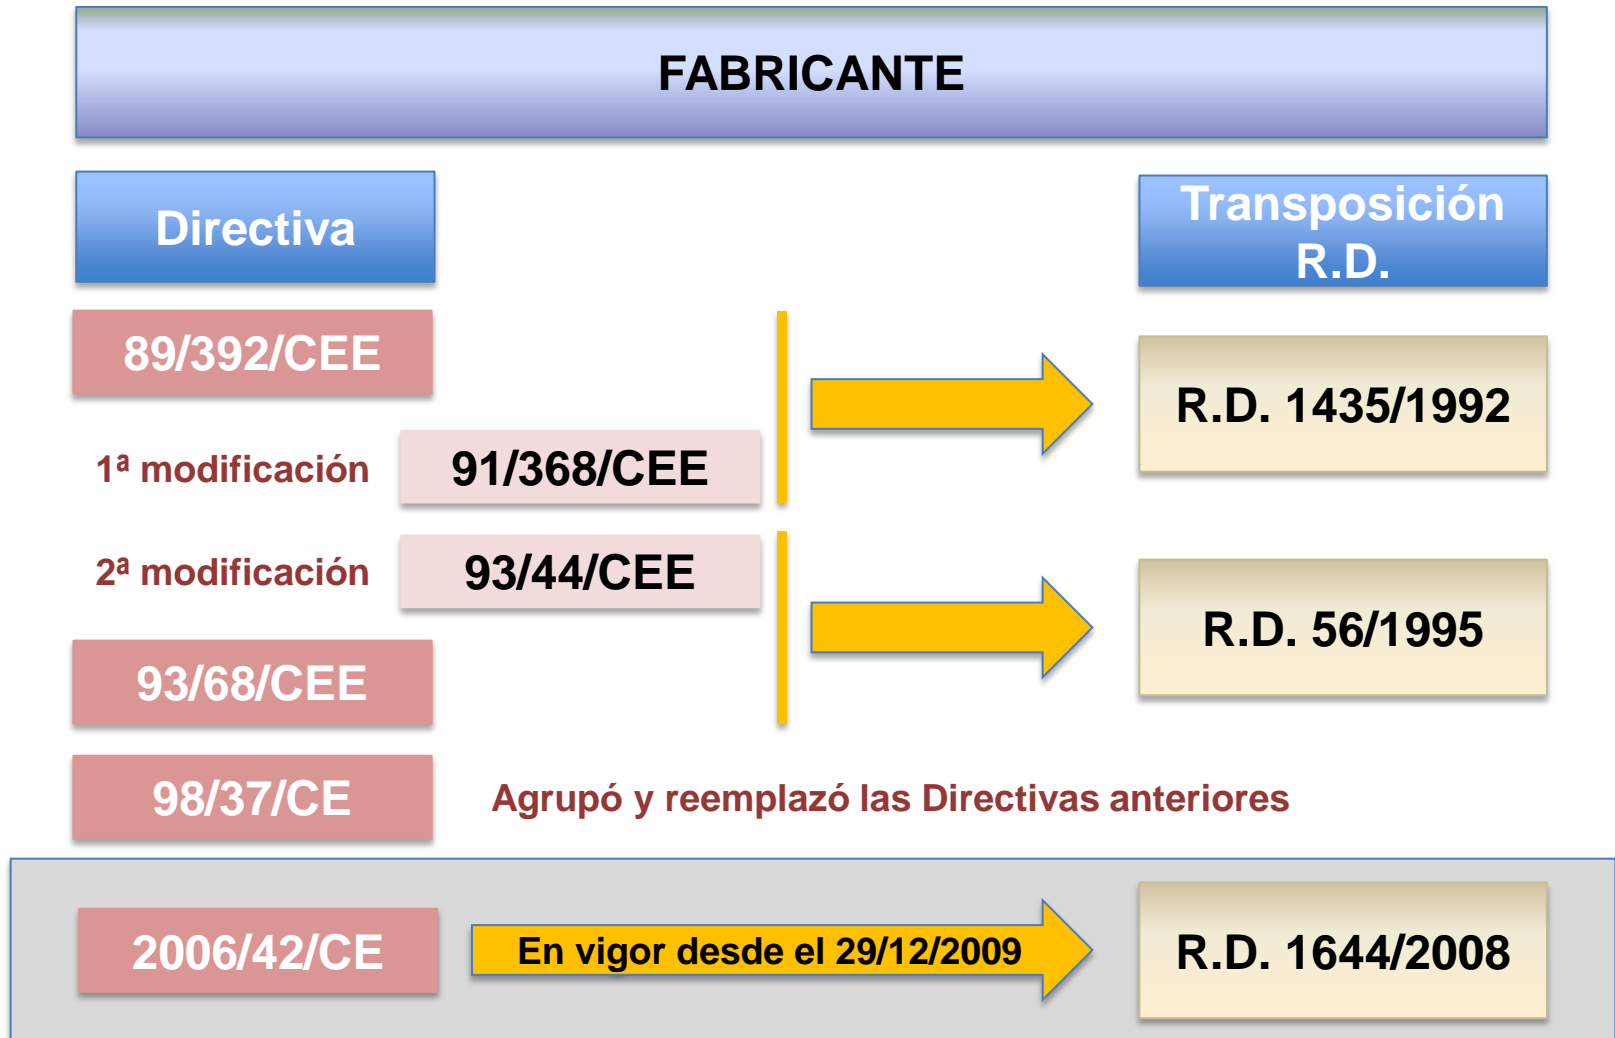 FABRICANTE
Directiva
Transposición
R.D.
89/392/CEE
R.D. 1435/1992
1ª modificación
91/368/CEE
2ª modificación
93/44/CEE
R.D. 56/1995
93/68/CEE
98/37/CE
Agrupó y reemplazó las Directivas anteriores
2006/42/CE
En vigor desde el 29/12/2009
R.D. 1644/2008